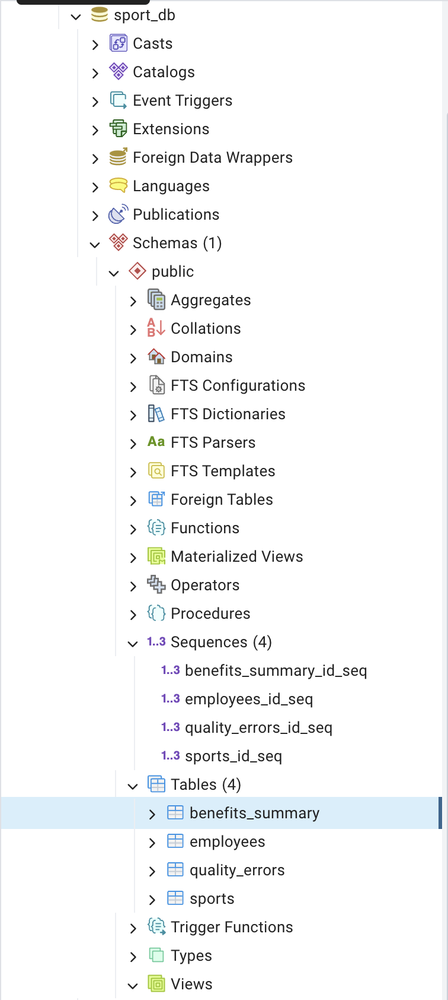 sport_db
Casts
Catalogs
Event Triggers
Extensions
Foreign Data Wrappers
Languages
Publications
Schemas (1)
public
Aggregates
Collations
Domains
FTS Configurations
FTS Dictionaries
Aa FTS Parsers
FTS Templates
Foreign Tables
Functions
Materialized Views
Operators
Procedures
1..3 Sequences (4)
1..3 benefits_summary_id_seq
1..3 employees_id_seq
1..3 quality_errors_id_seq
1..3 sports_id_seq
Tables (4)
benefits_summary
employees
quality_errors
sports
Trigger Functions
Types
Views